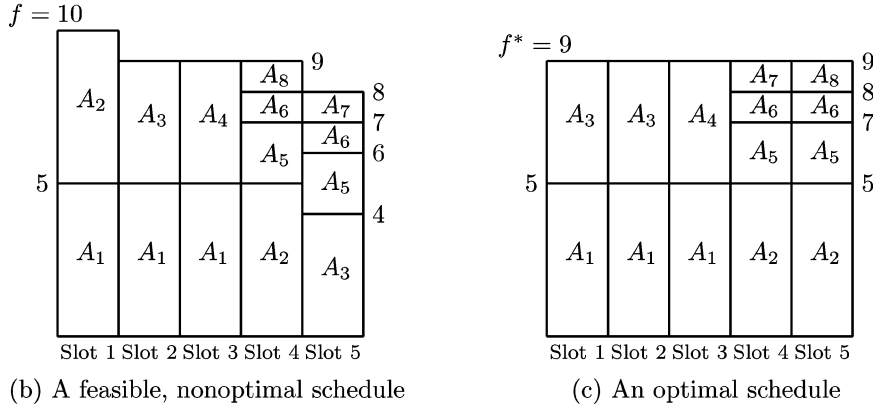 f = 10
f* = 9
9 9
A8 A7 A8
8 8
A2 A6 A7 A6 A6
A3 A4 7 A3 A3 A4 7
A6
A5 6 A5 A5
5 A5 5 5
4
A1 A1 A1 A2 A1 A1 A1 A2 A2
A3
Slot 1 Slot 2 Slot 3 Slot 4 Slot 5 Slot 1 Slot 2 Slot 3 Slot 4 Slot 5
(b) A feasible, nonoptimal schedule (c) An optimal schedule